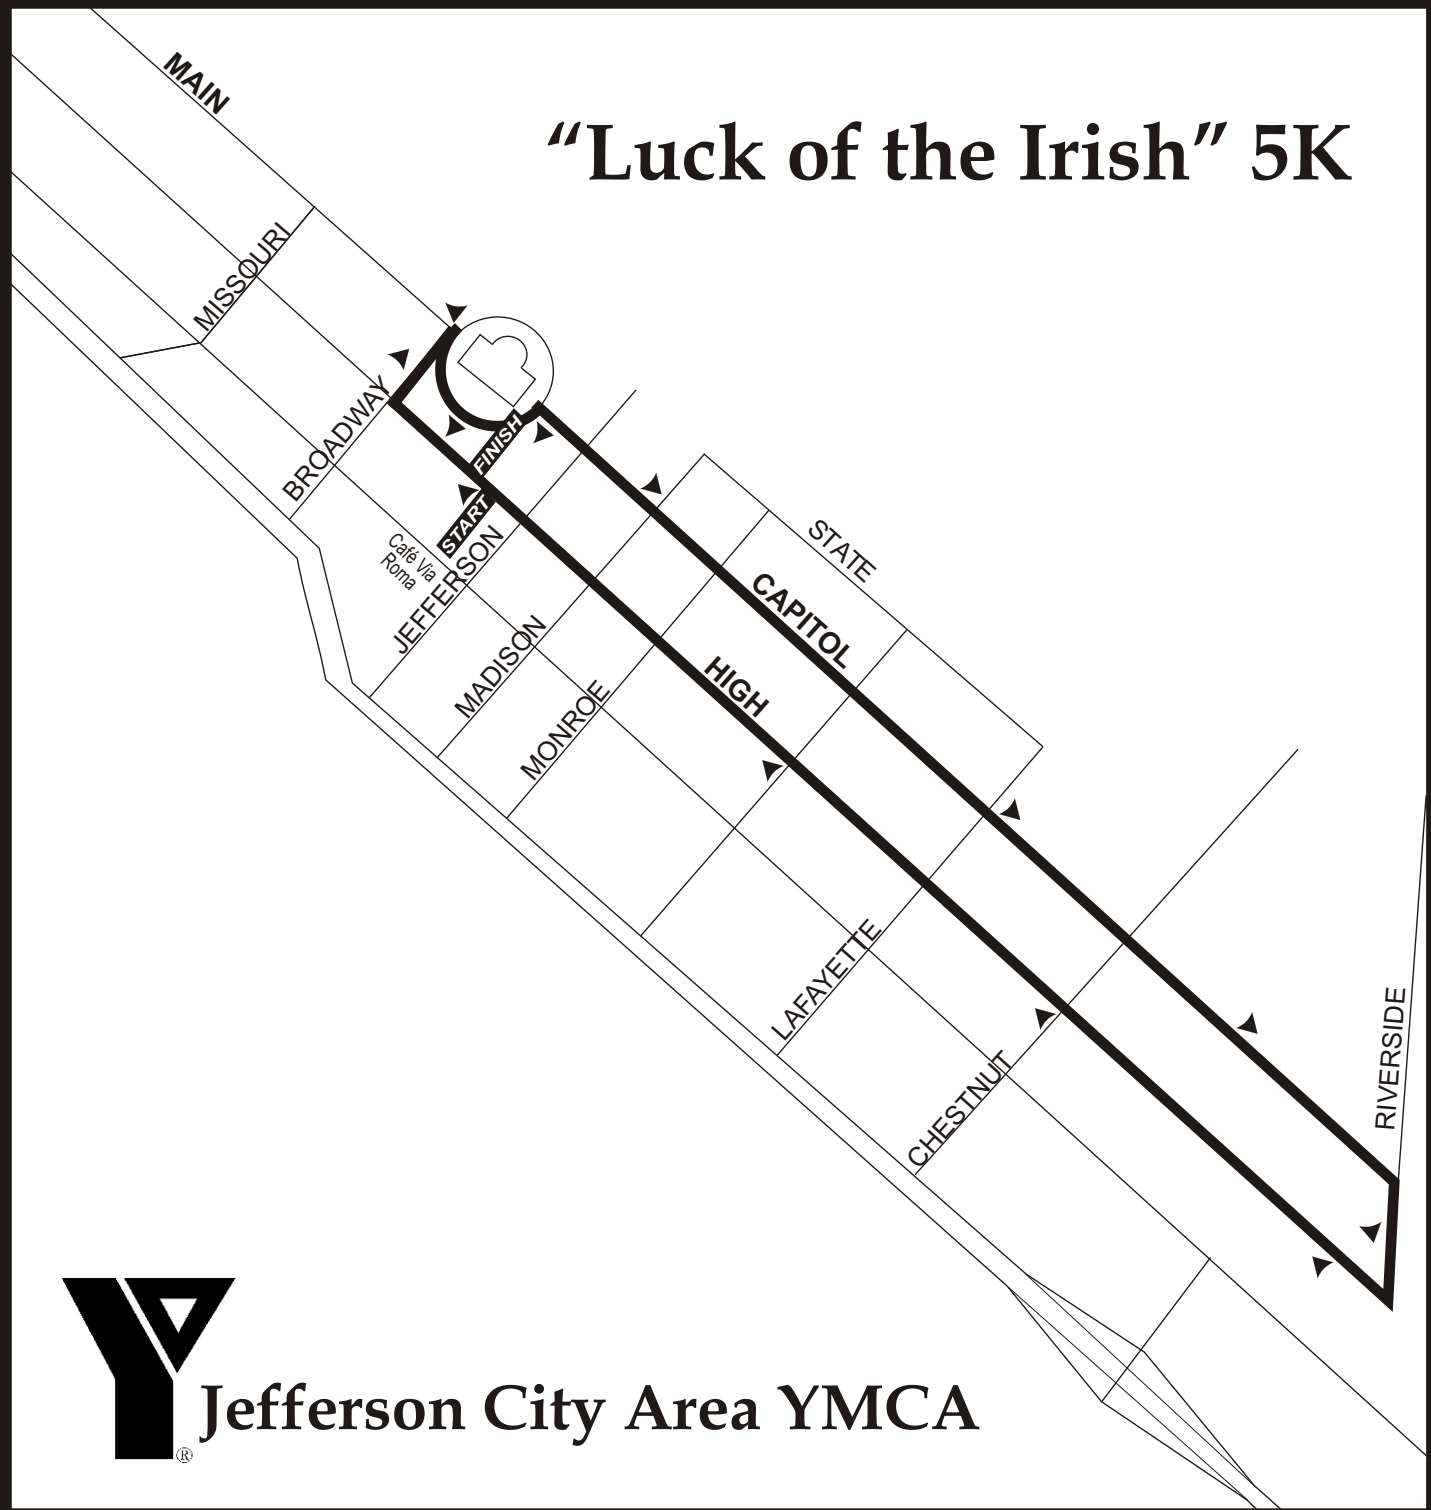 MAIN
“Luck of the Irish” 5K
MISSOURI
BROADWAY
FINISH
START
Café Via
Roma
JEFFERSON
STATE
CAPITOL
MADISON
HIGH
MONROE
LAFAYETTE
RIVERSIDE
CHESTNUT
Jefferson City Area YMCA
®